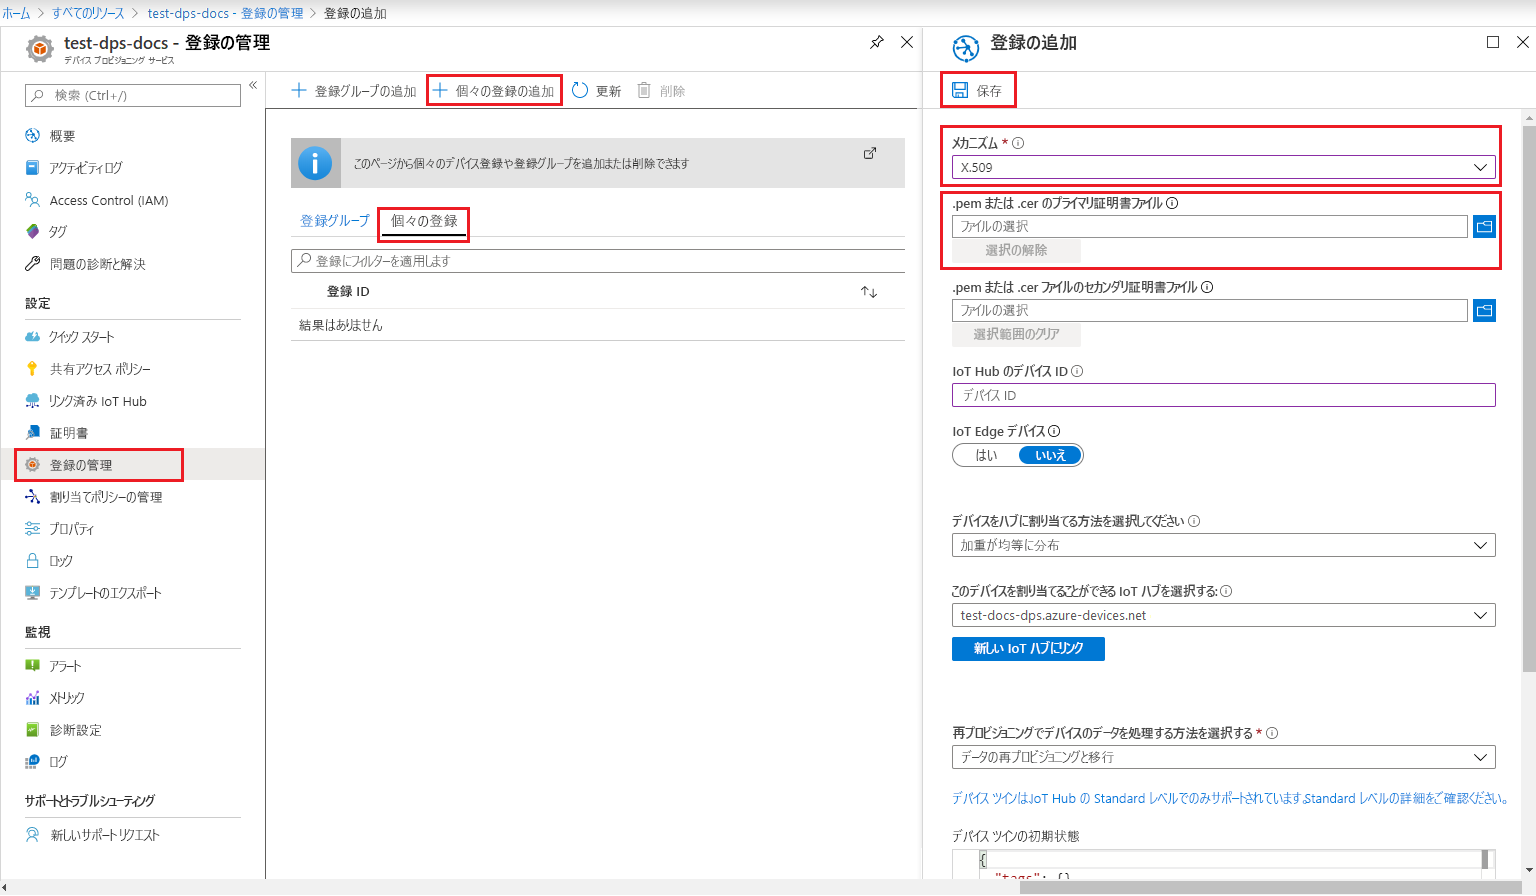 ホーム > すべてのリソース > test-dps-docs - 登録の管理 > 登録の追加
test-dps-docs - 登録の管理
デバイス プロビジョニング サービス
検索 (Ctrl+/)
概要
アクティビティ ログ
Access Control (IAM)
タグ
問題の診断と解決
設定
クイック スタート
共有アクセス ポリシー
リンク済み IoT Hub
証明書
登録の管理
割り当てポリシーの管理
プロパティ
ロック
テンプレートのエクスポート
監視
アラート
メトリック
診断設定
ログ
サポートとトラブルシューティング
新しいサポート リクエスト
登録グループの追加
個々の登録の追加
更新
削除
このページから個々のデバイス登録や登録グループを追加または削除できます
登録グループ
個々の登録
登録にフィルターを適用します
登録 ID
結果はありません
登録の追加
保存
メカニズム *
X.509
.pem または .cer のプライマリ証明書ファイル
ファイルの選択
選択の解除
.pem または .cer ファイルのセカンダリ証明書ファイル
ファイルの選択
選択範囲のクリア
IoT Hub のデバイス ID
デバイス ID
IoT Edge デバイス
はい いいえ
デバイスをハブに割り当てる方法を選択してください
加重が均等に分布
このデバイスを割り当てることができる IoT ハブを選択する:
test-docs-dps.azure-devices.net
新しい IoT ハブにリンク
再プロビジョニングでデバイスのデータを処理する方法を選択する *
データの再プロビジョニングと移行
デバイス ツインは、IoT Hub の Standard レベルでのみサポートされています。Standard レベルの詳細をご確認ください。
デバイス ツインの初期状態
{
"tags": {},